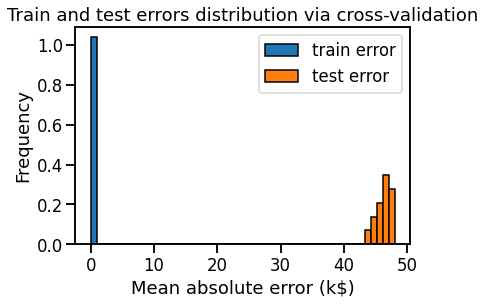 Train and test errors distribution via cross-validation
train error
test error
Frequency
1.0
0.8
0.6
0.4
0.2
0.0
0 10 20 30 40 50
Mean absolute error (k$)